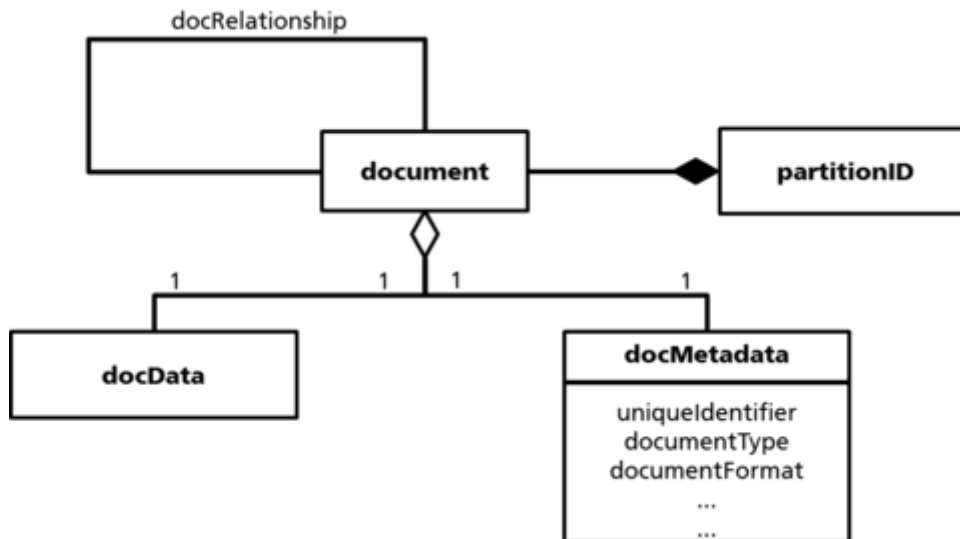 docRelationship
document
partitionID
1 1 1 1
docData
docMetadata
uniqueIdentifier
documentType
documentFormat
...
...